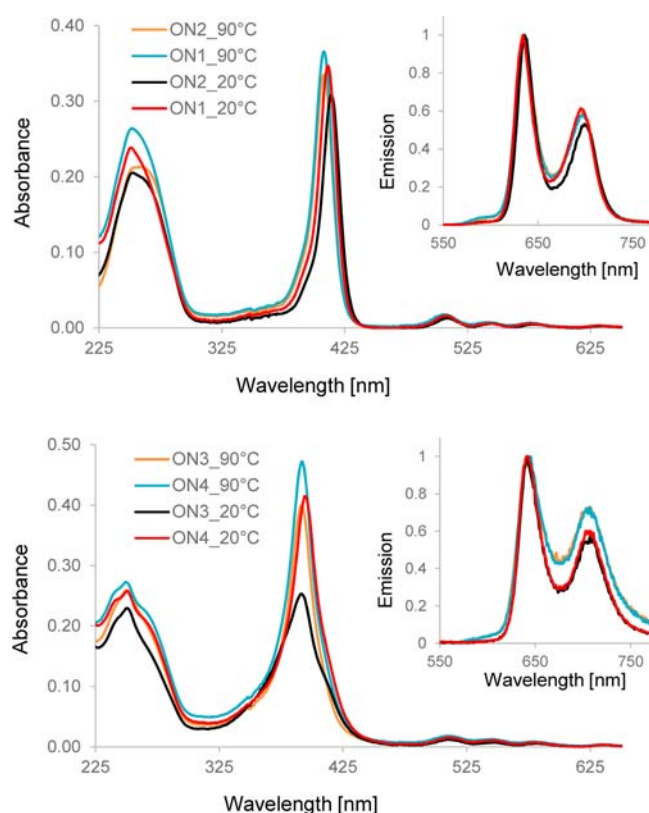 ON2_90°C
ON1_90°C
ON2_20°C
ON1_20°C
Absorbance
0.40
0.30
0.20
0.10
0.00
225
325
425
525
625
Wavelength [nm]
Emission
1
0.8
0.6
0.4
0.2
0
550
650
750
Wavelength [nm]
ON3_90°C
ON4_90°C
ON3_20°C
ON4_20°C
Absorbance
0.50
0.40
0.30
0.20
0.10
0.00
225
325
425
525
625
Wavelength [nm]
Emission
1
0.8
0.6
0.4
0.2
0
550
650
750
Wavelength [nm]